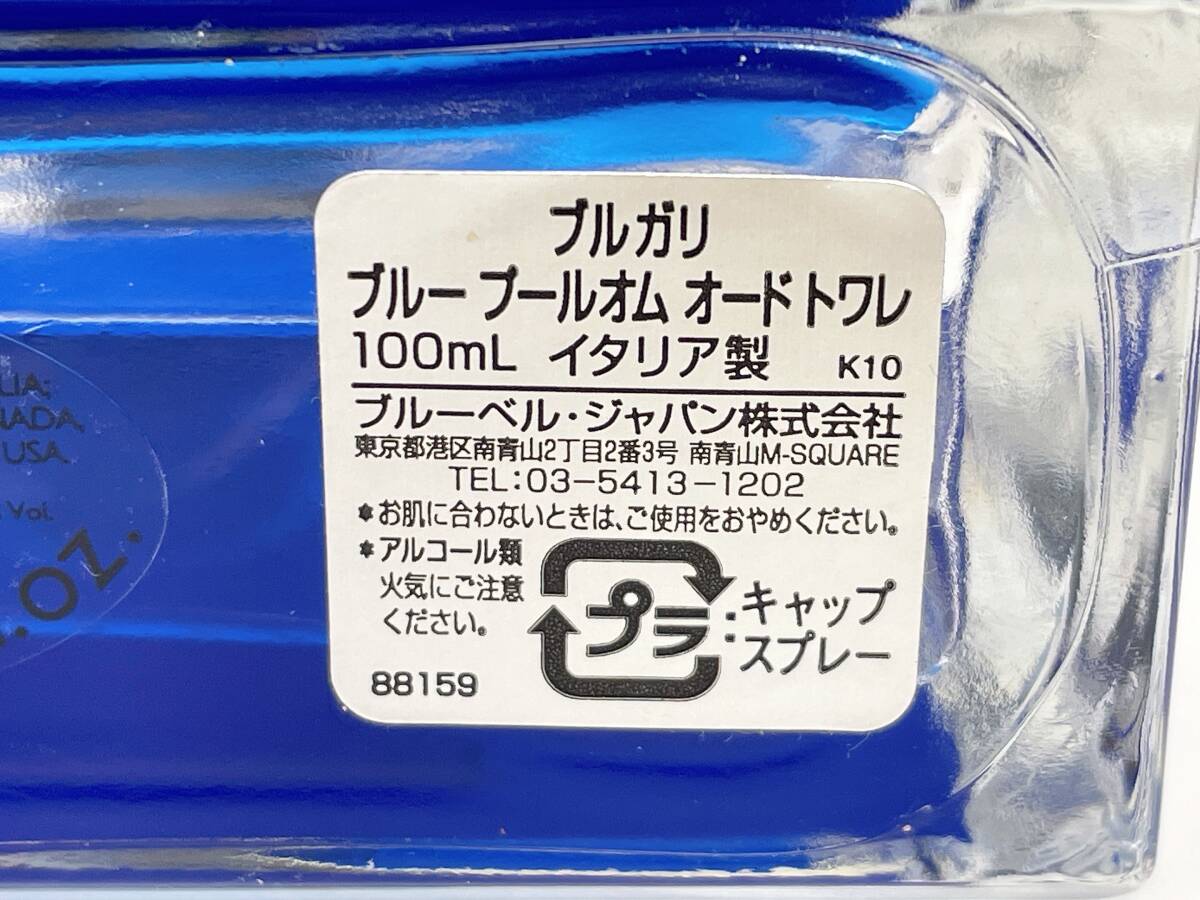 ブルガリ
ブルー プールオム オードトワレ
100mL イタリア製 K10
ブルーベル・ジャパン株式会社
東京都港区南青山2丁目2番3号 南青山M-SQUARE
TEL:03-5413-1202
*お肌に合わないときは、ご使用をおやめください。
*アルコール類
火気にご注意
ください。
プラ:キャップ
:スプレー
88159
USA.
Vol.
OZ.